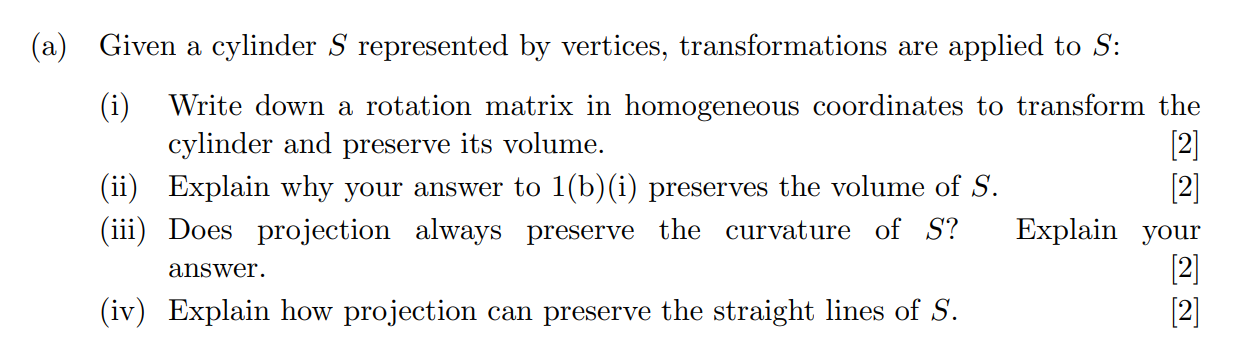 (a) Given a cylinder S represented by vertices, transformations are applied to S:
(i) Write down a rotation matrix in homogeneous coordinates to transform the
cylinder and preserve its volume. [2]
(ii) Explain why your answer to 1(b)(i) preserves the volume of S. [2]
(iii) Does projection always preserve the curvature of S? Explain your
answer. [2]
(iv) Explain how projection can preserve the straight lines of S. [2]